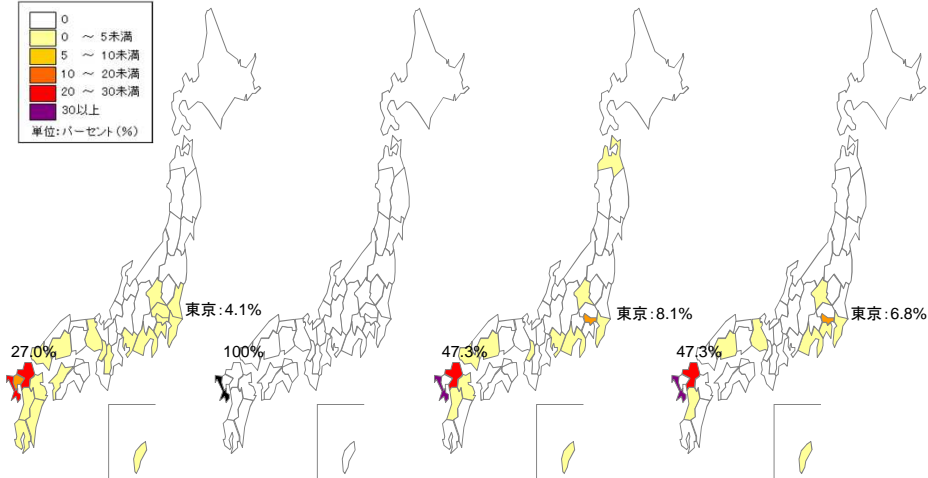 0
0 ～ 5未満
5 ～ 10未満
10 ～ 20未満
20 ～ 30未満
30以上
単位:パーセント(%)
東京:4.1%
27.0%
100%
東京:8.1%
47.3%
東京:6.8%
47.3%